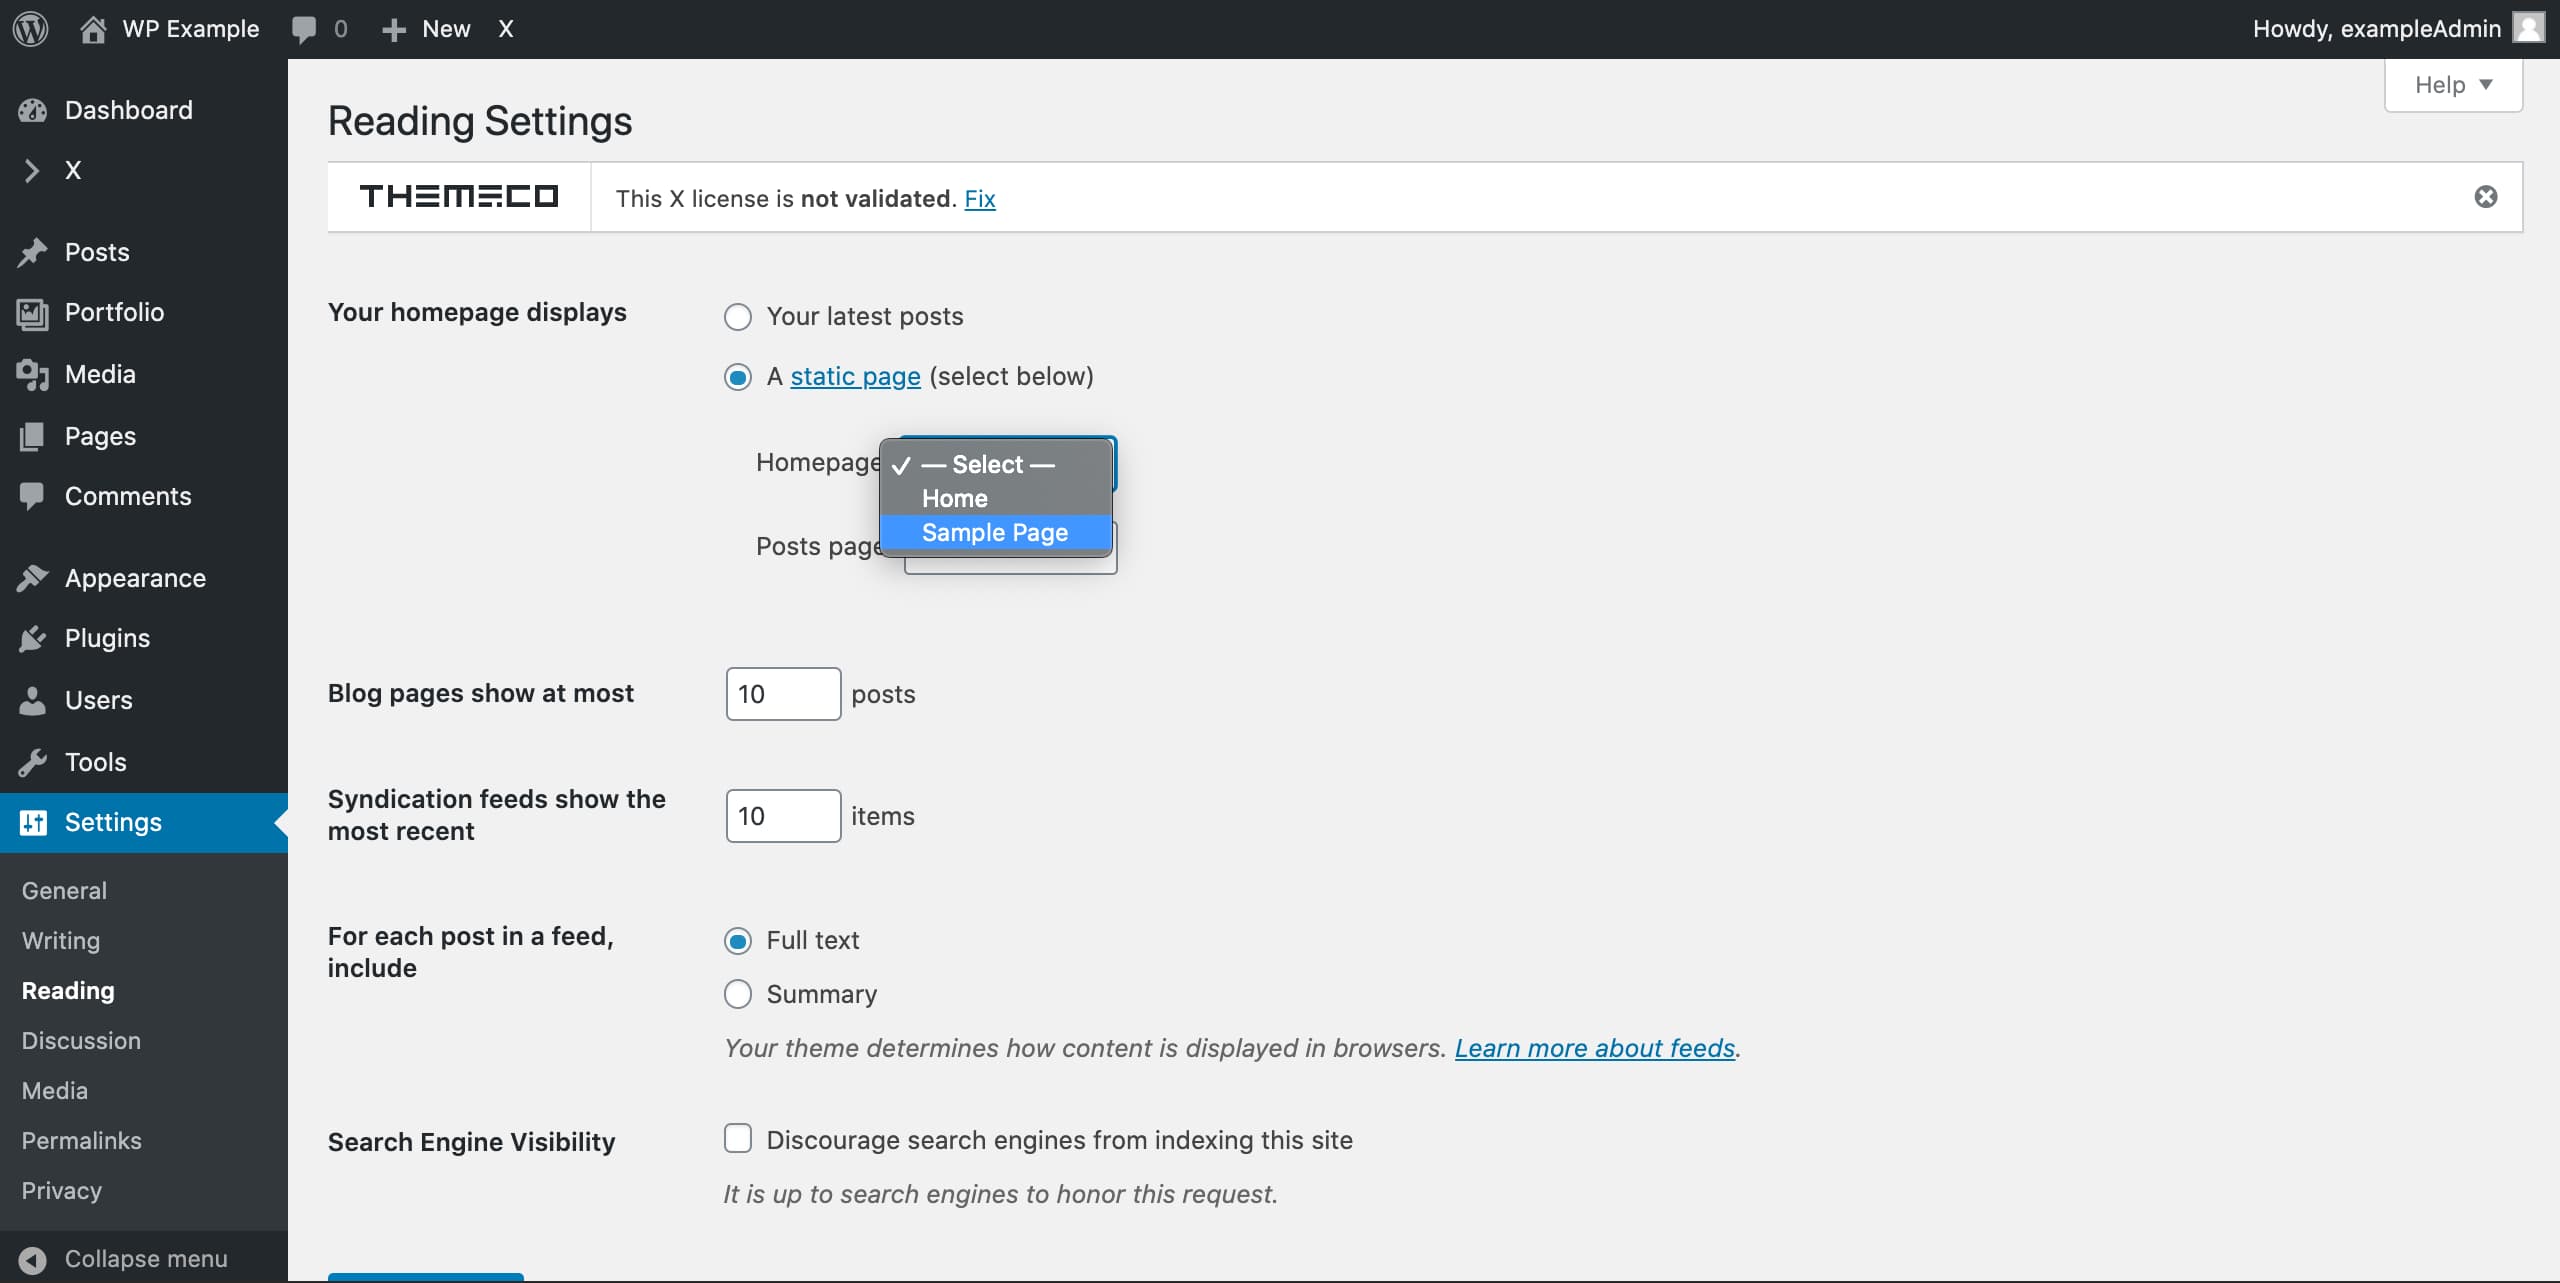 WP Example
0
New
X
Howdy, exampleAdmin
Help
Dashboard
X
Posts
Portfolio
Media
Pages
Comments
Appearance
Plugins
Users
Tools
Settings
General
Writing
Reading
Discussion
Media
Permalinks
Privacy
Collapse menu
Reading Settings
THEMECO
This X license is not validated. Fix
Your homepage displays
Your latest posts
A static page (select below)
Homepage
— Select —
Home
Sample Page
Posts page
Blog pages show at most
10 posts
Syndication feeds show the
most recent
10 items
For each post in a feed,
include
Full text
Summary
Your theme determines how content is displayed in browsers. Learn more about feeds.
Search Engine Visibility
Discourage search engines from indexing this site
It is up to search engines to honor this request.